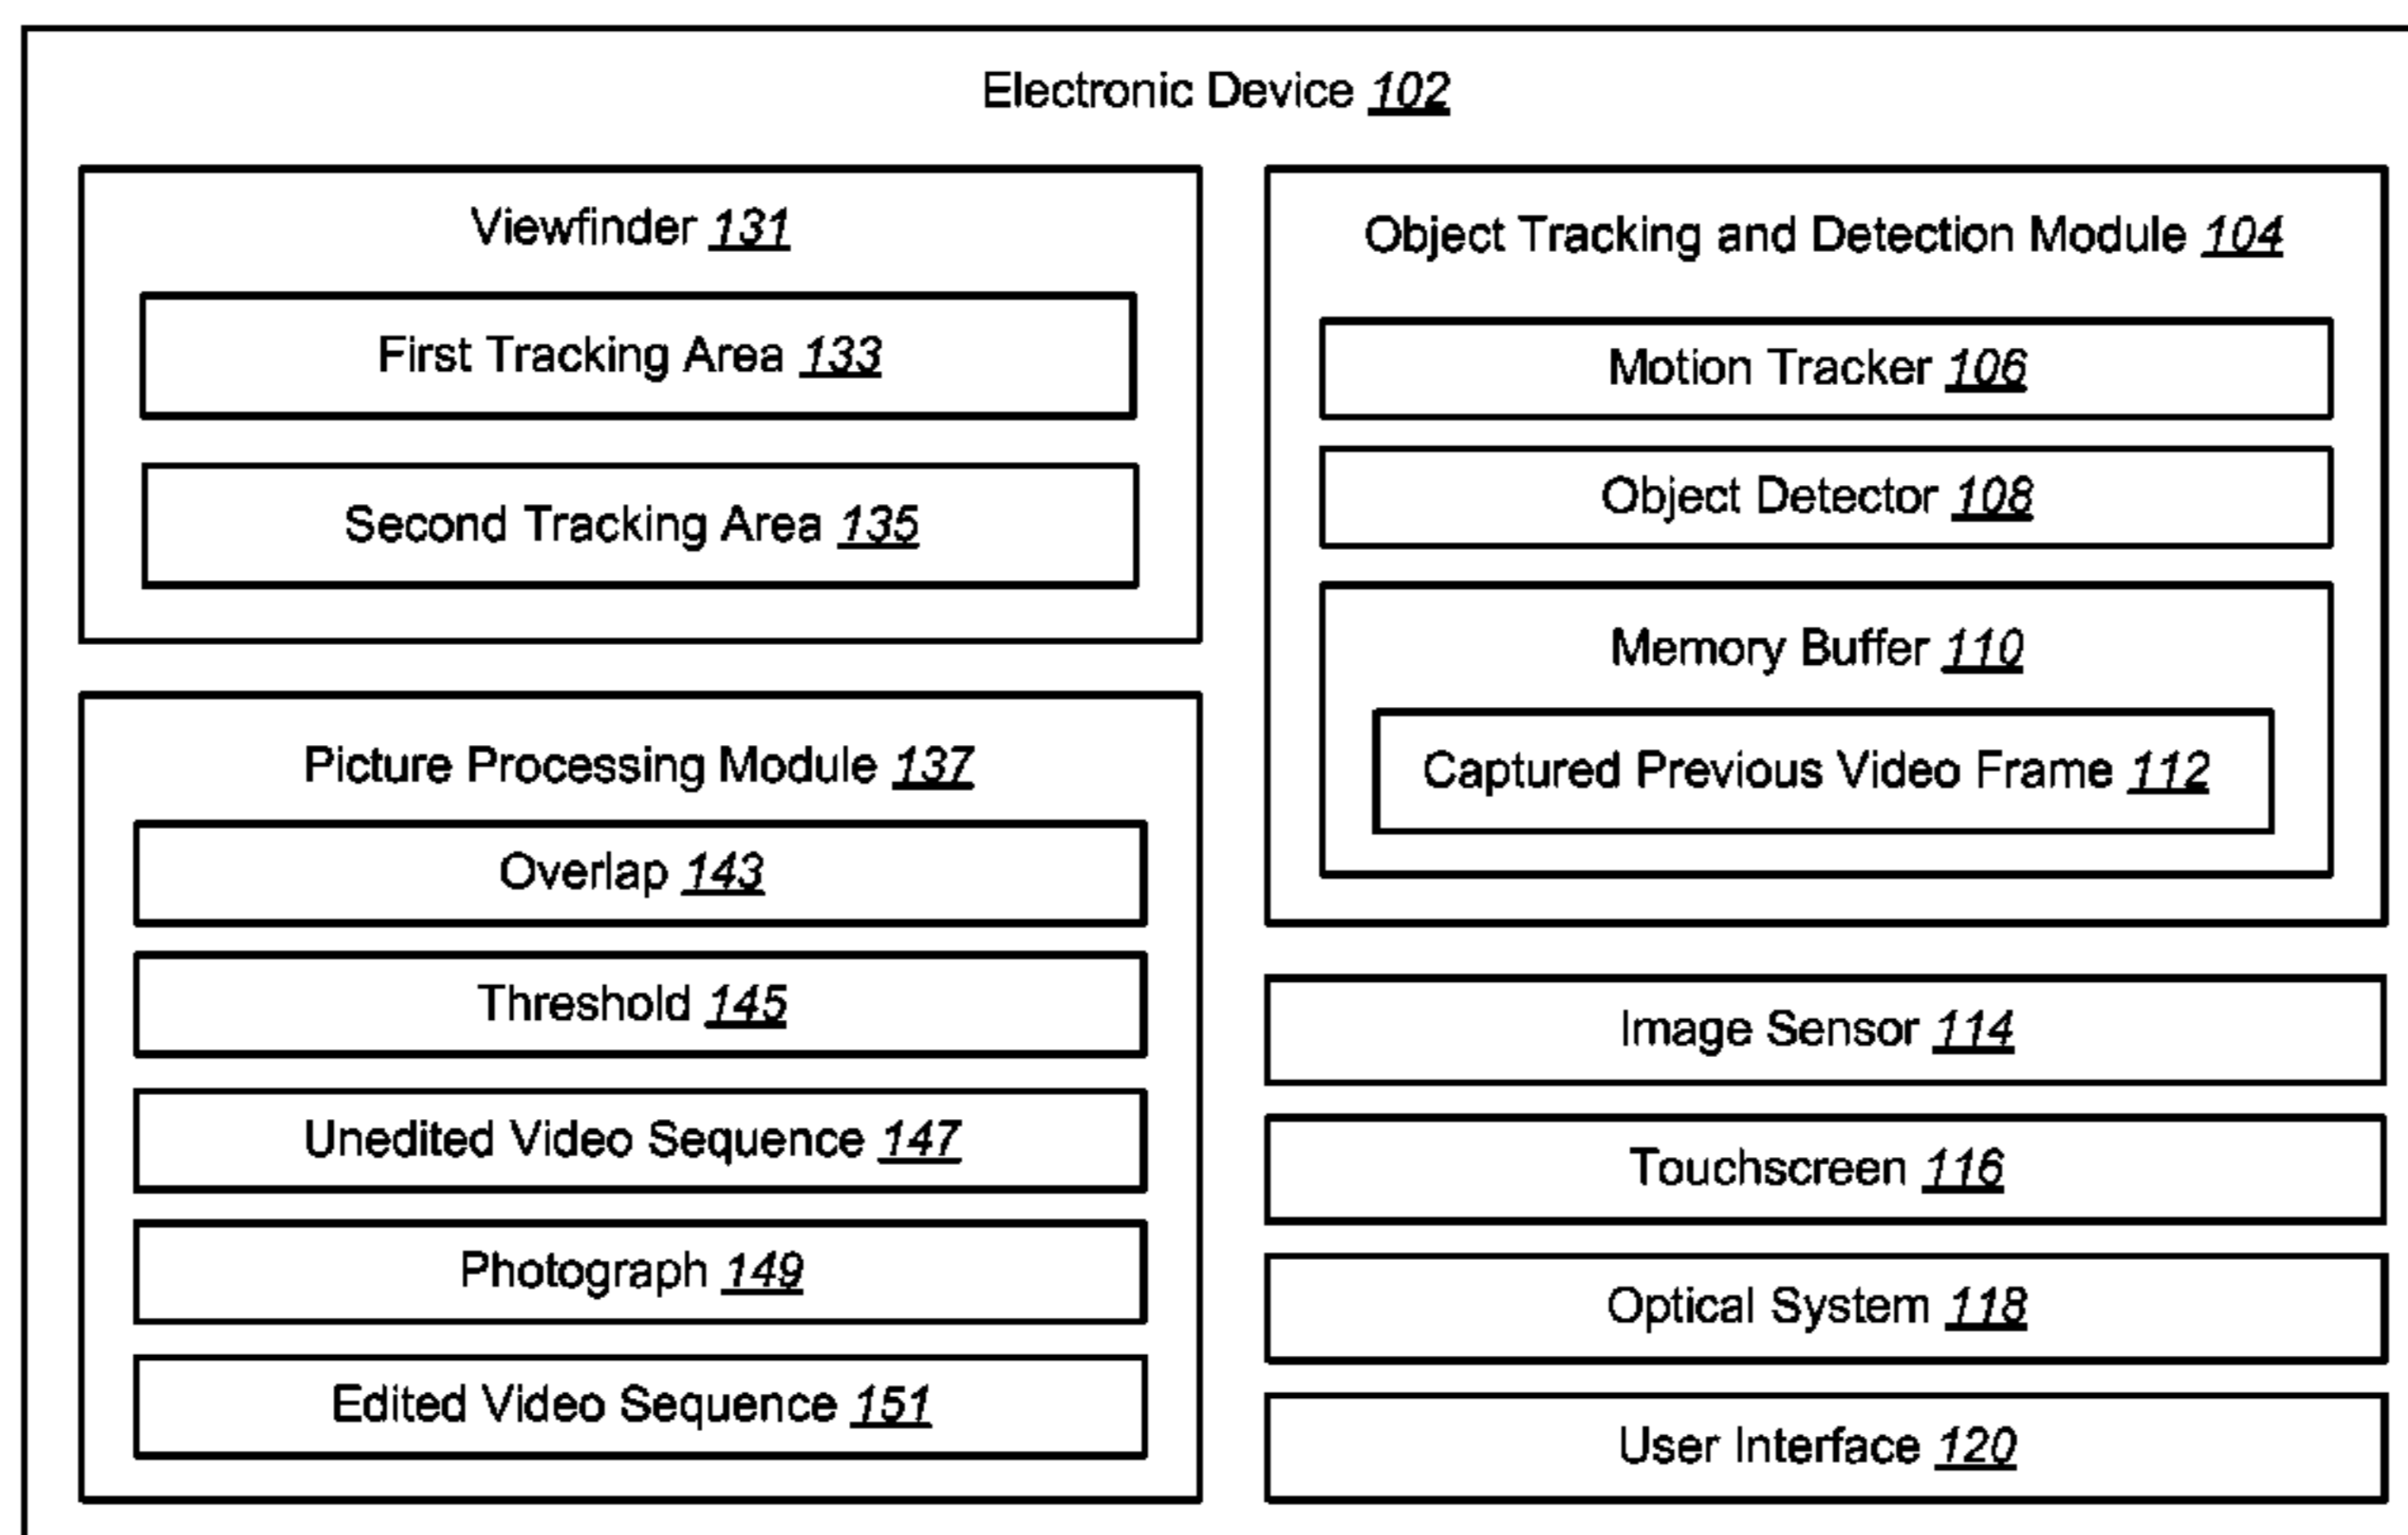 Electronic Device 102
Viewfinder 131
First Tracking Area 133
Second Tracking Area 135
Picture Processing Module 137
Overlap 143
Threshold 145
Unedited Video Sequence 147
Photograph 149
Edited Video Sequence 151
Object Tracking and Detection Module 104
Motion Tracker 106
Object Detector 108
Memory Buffer 110
Captured Previous Video Frame 112
Image Sensor 114
Touchscreen 116
Optical System 118
User Interface 120